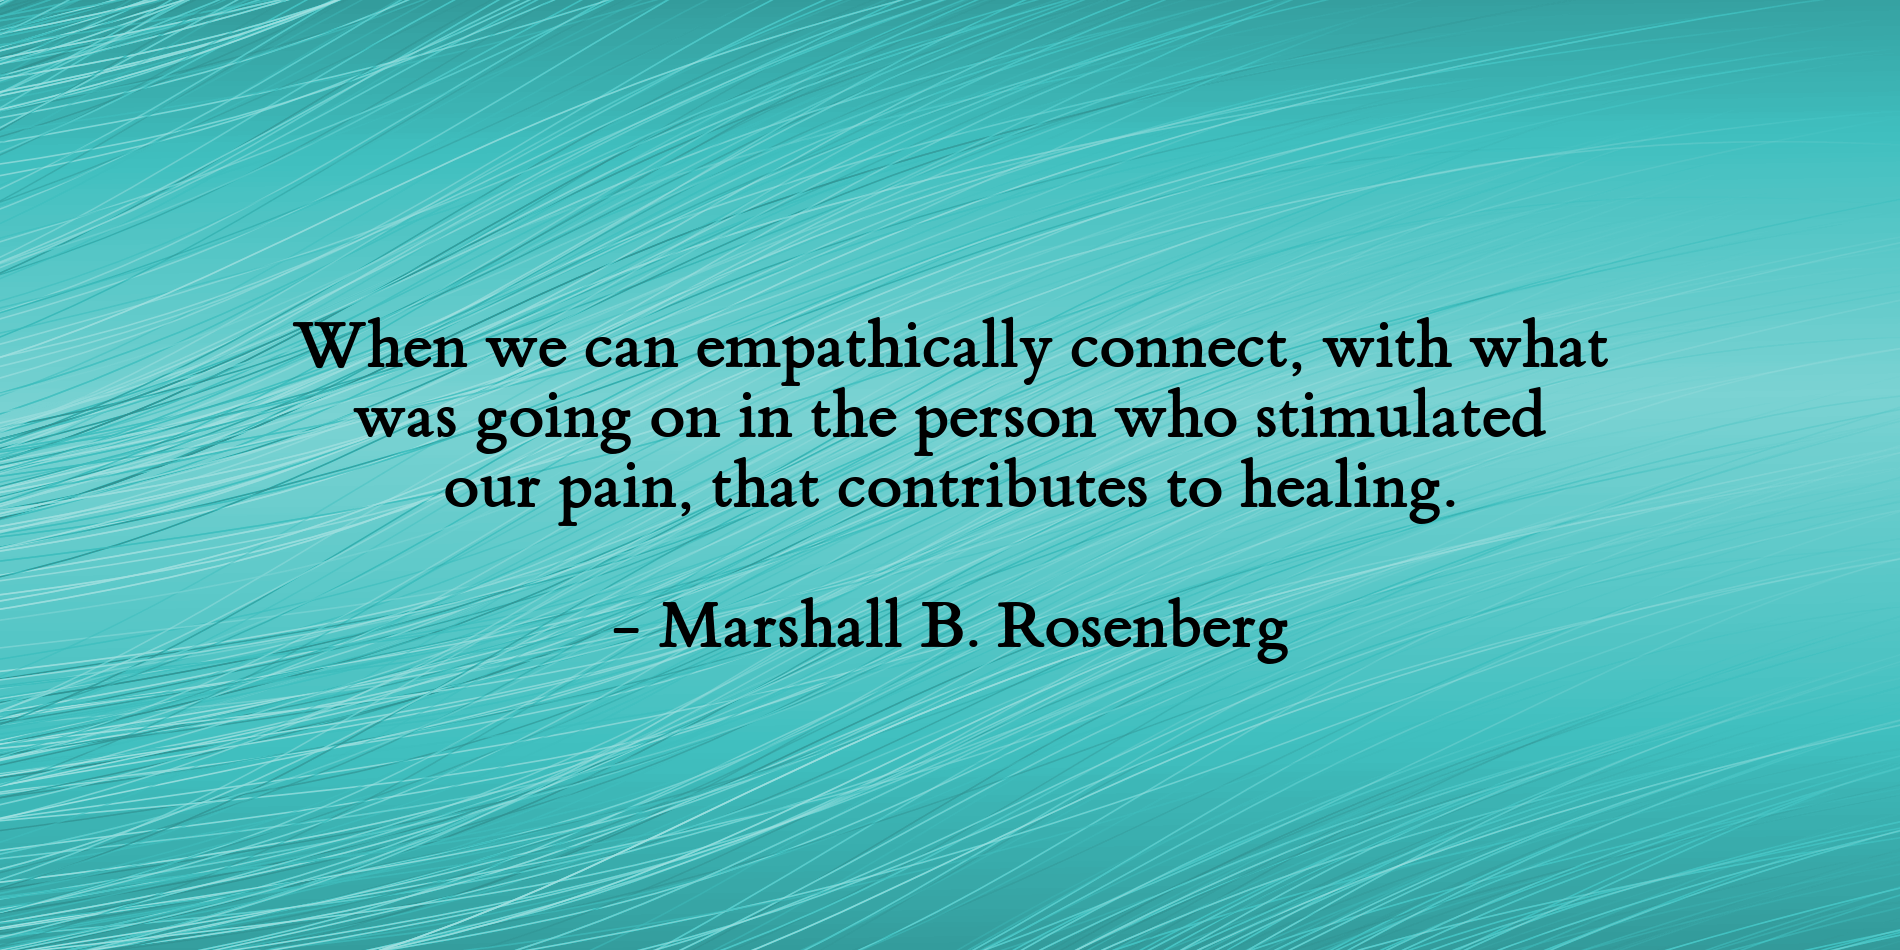 When we can empathically connect, with what
was going on in the person who stimulated
our pain, that contributes to healing.
- Marshall B. Rosenberg